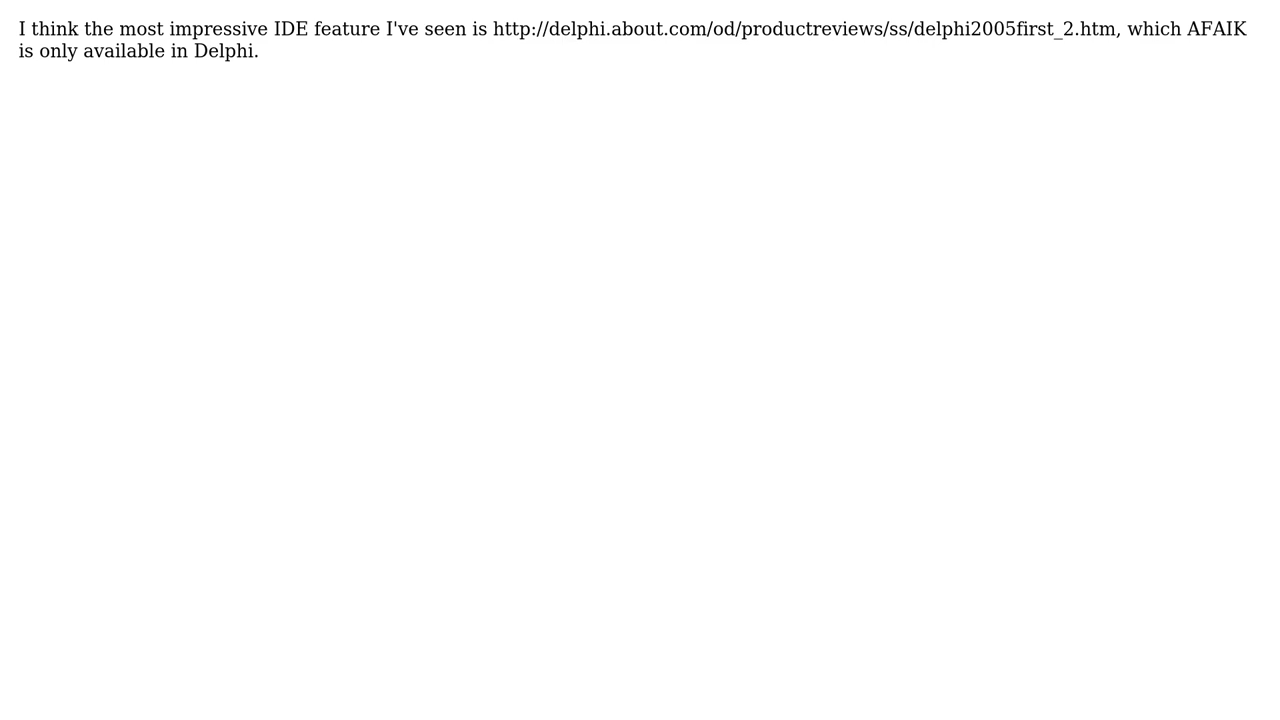 I think the most impressive IDE feature I've seen is http://delphi.about.com/od/productreviews/ss/delphi2005first_2.htm, which AFAIK
is only available in Delphi.